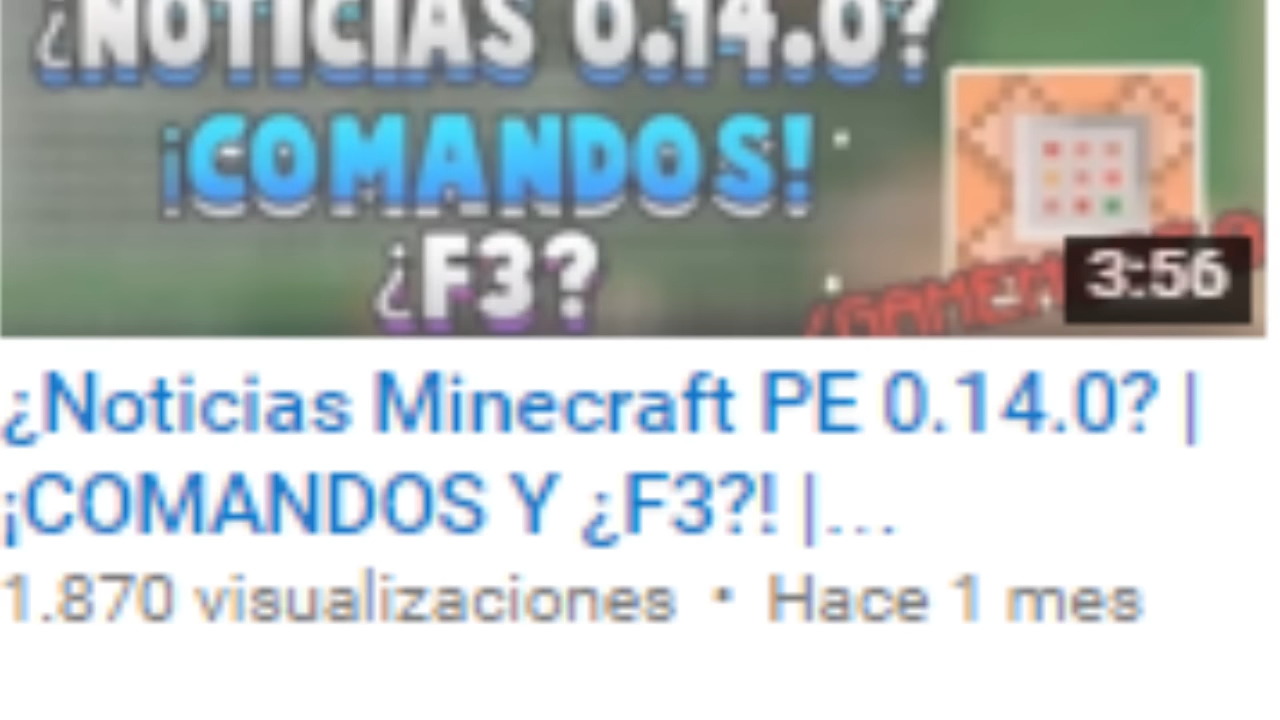 ¿NOTICIAS 0.14.0?
¡COMANDOS!
¿F3?
3:56
¿Noticias Minecraft PE 0.14.0? |
¡COMANDOS Y ¿F3?! |...
1.870 visualizaciones • Hace 1 mes